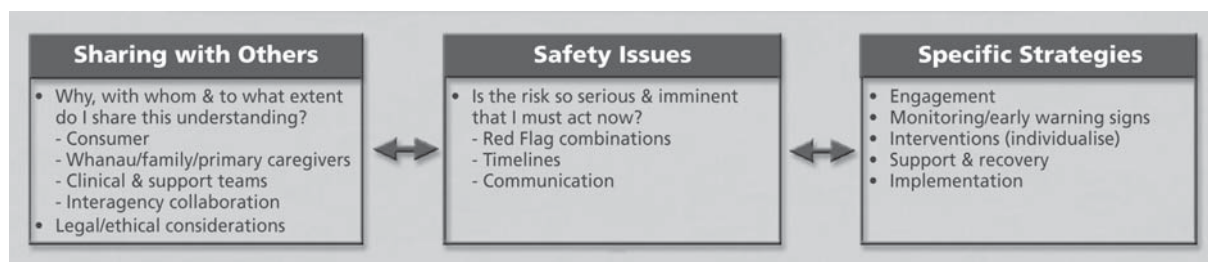 Sharing with Others
• Why, with whom & to what extent
do I share this understanding?
- Consumer
- Whanau/family/primary caregivers
- Clinical & support teams
- Interagency collaboration
• Legal/ethical considerations
Safety Issues
• Is the risk so serious & imminent
that I must act now?
- Red Flag combinations
- Timelines
- Communication
Specific Strategies
• Engagement
• Monitoring/early warning signs
• Interventions (individualise)
• Support & recovery
• Implementation